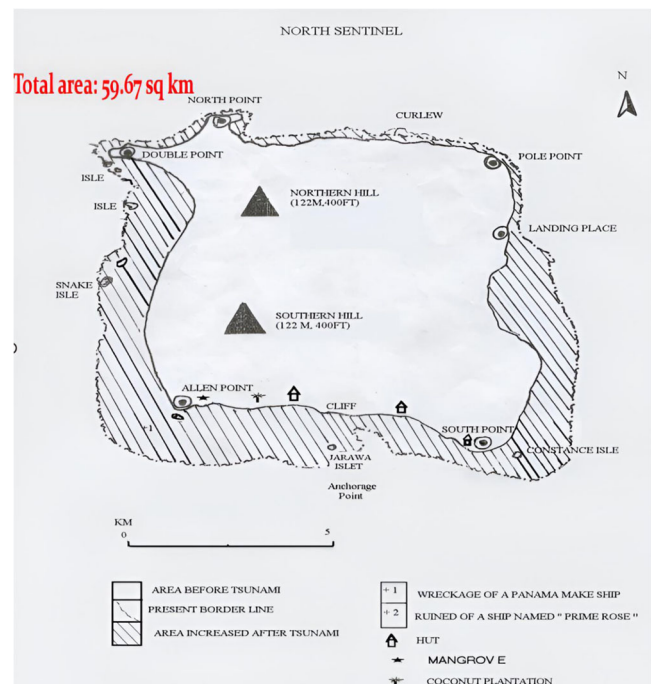 NORTH SENTINEL
Total area: 59.67 sq km
N
NORTH POINT
CURLEW
DOUBLE POINT
POLE POINT
ISLE
NORTHERN HILL
(122M,400FT)
ISLE
LANDING PLACE
SNAKE
ISLE
SOUTHERN HILL
(122 M, 400FT)
ALLEN POINT
CLIFF
+1
SOUTH POINT
CONSTANCE ISLE
JARAWA
ISLET
Anchorage
Point
KM
0
5
AREA BEFORE TSUNAMI
PRESENT BORDER LINE
AREA INCREASED AFTER TSUNAMI
+ 1
WRECKAGE OF A PANAMA MAKE SHIP
+ 2
RUINED OF A SHIP NAMED " PRIME ROSE "
HUT
MANGROV E
COCONUT PLANTATION